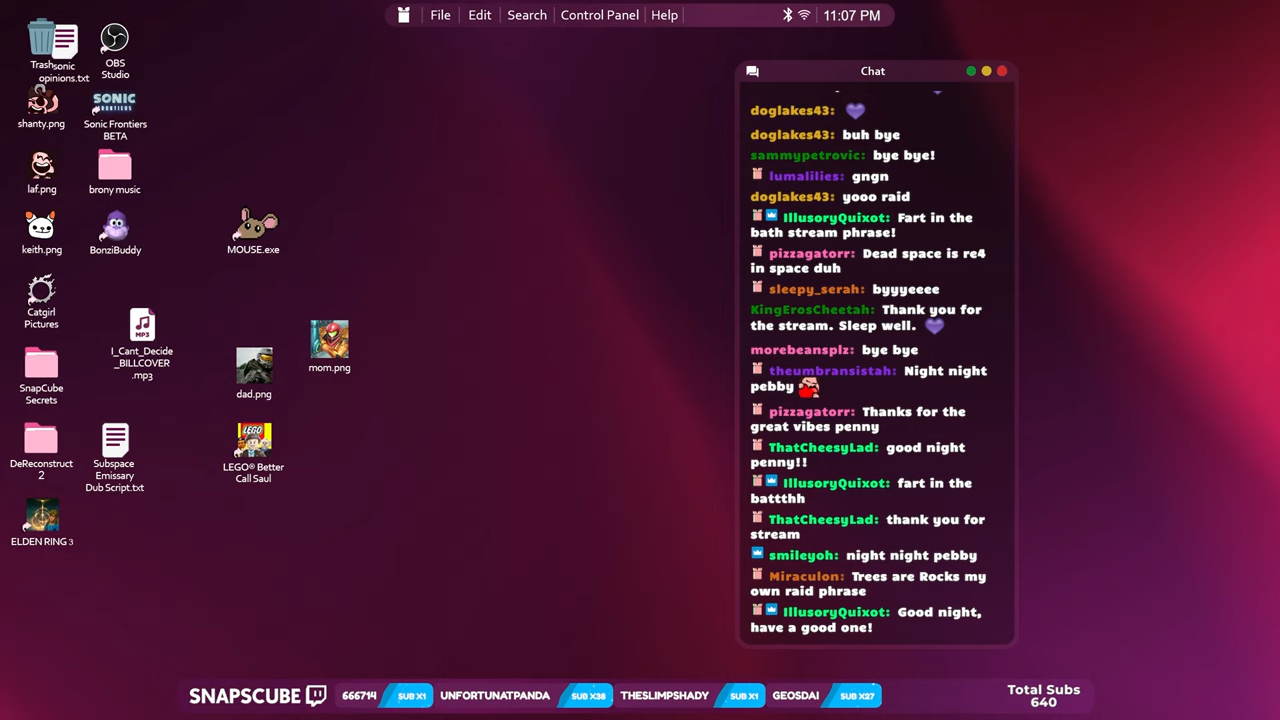 File Edit Search Control Panel Help 11:07 PM
Trash
sonic
opinions.txt
OBS
Studio
shanty.png
SONIC
FRONTIERS
Sonic Frontiers
BETA
laf.png
brony music
keith.png
BonziBuddy
MOUSE.exe
Catgirl
Pictures
MP3
I_Cant_Decide
_BILLCOVER
.mp3
mom.png
dad.png
SnapCube
Secrets
DeReconstruct
2
Subspace
Emissary
Dub Script.txt
LEGO
LEGO® Better
Call Saul
ELDEN RING 3
Chat
doglakes43:
doglakes43: buh bye
sammypetrovic: bye bye!
lumalilies: gngn
doglakes43: yooo raid
IllusoryQuixot: Fart in the
bath stream phrase!
pizzagatorr: Dead space is re4
in space duh
sleepy_serah: byyyeeee
KingErosCheetah: Thank you for
the stream. Sleep well.
morebeansplz: bye bye
theumbransistah: Night night
pebby
pizzagatorr: Thanks for the
great vibes penny
ThatCheesyLad: good night
penny!!
IllusoryQuixot: fart in the
battthh
ThatCheesyLad: thank you for
stream
smileyoh: night night pebby
Miraculon: Trees are Rocks my
own raid phrase
IllusoryQuixot: Good night,
have a good one!
SNAPSCUBE 666714 SUB X1 UNFORTUNATPANDA SUB X38 THESLIMPSHADY SUB X1 GEOSDAI SUB X27
Total Subs
640